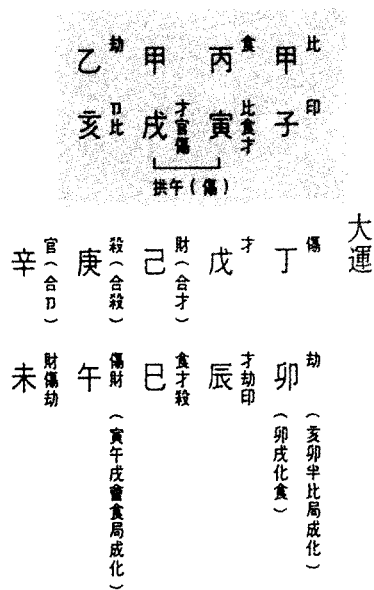 比 印
甲 子
食 比食才
丙 寅
才官傷
甲 戌
劫 卩比
乙 亥
拱午（傷）
大運
傷 劫（亥卯半比局成化）
丁 卯（卯戌化食）
才 才劫印
戊 辰
財（合才） 食才殺
己 巳
殺（合殺） 傷財（寅午戌會食局成化）
庚 午
官（合卩） 財傷劫
辛 未